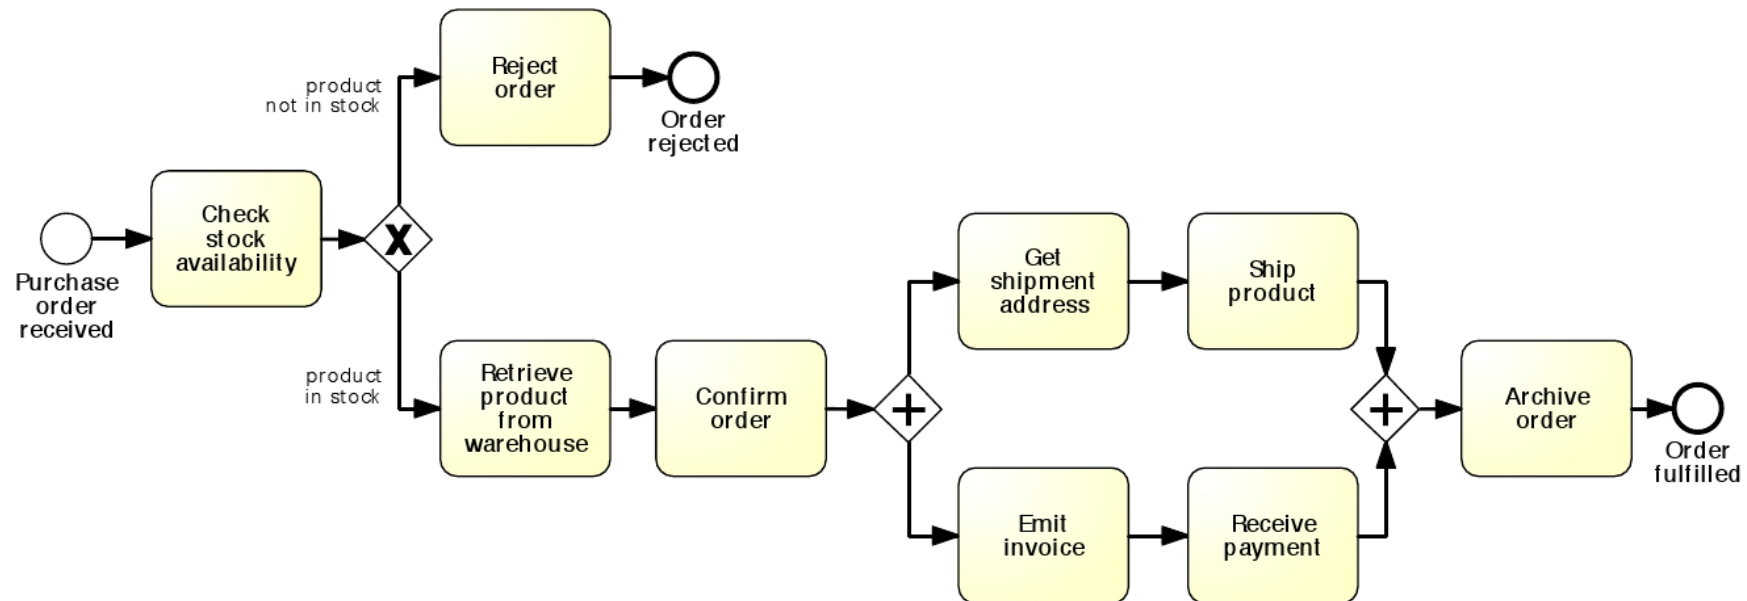 Purchase
order
received
Check
stock
availability
X
product
not in stock
Reject
order
Order
rejected
product
in stock
Retrieve
product
from
warehouse
Confirm
order
+
Get
shipment
address
Ship
product
Emit
invoice
Receive
payment
+
Archive
order
Order
fulfilled